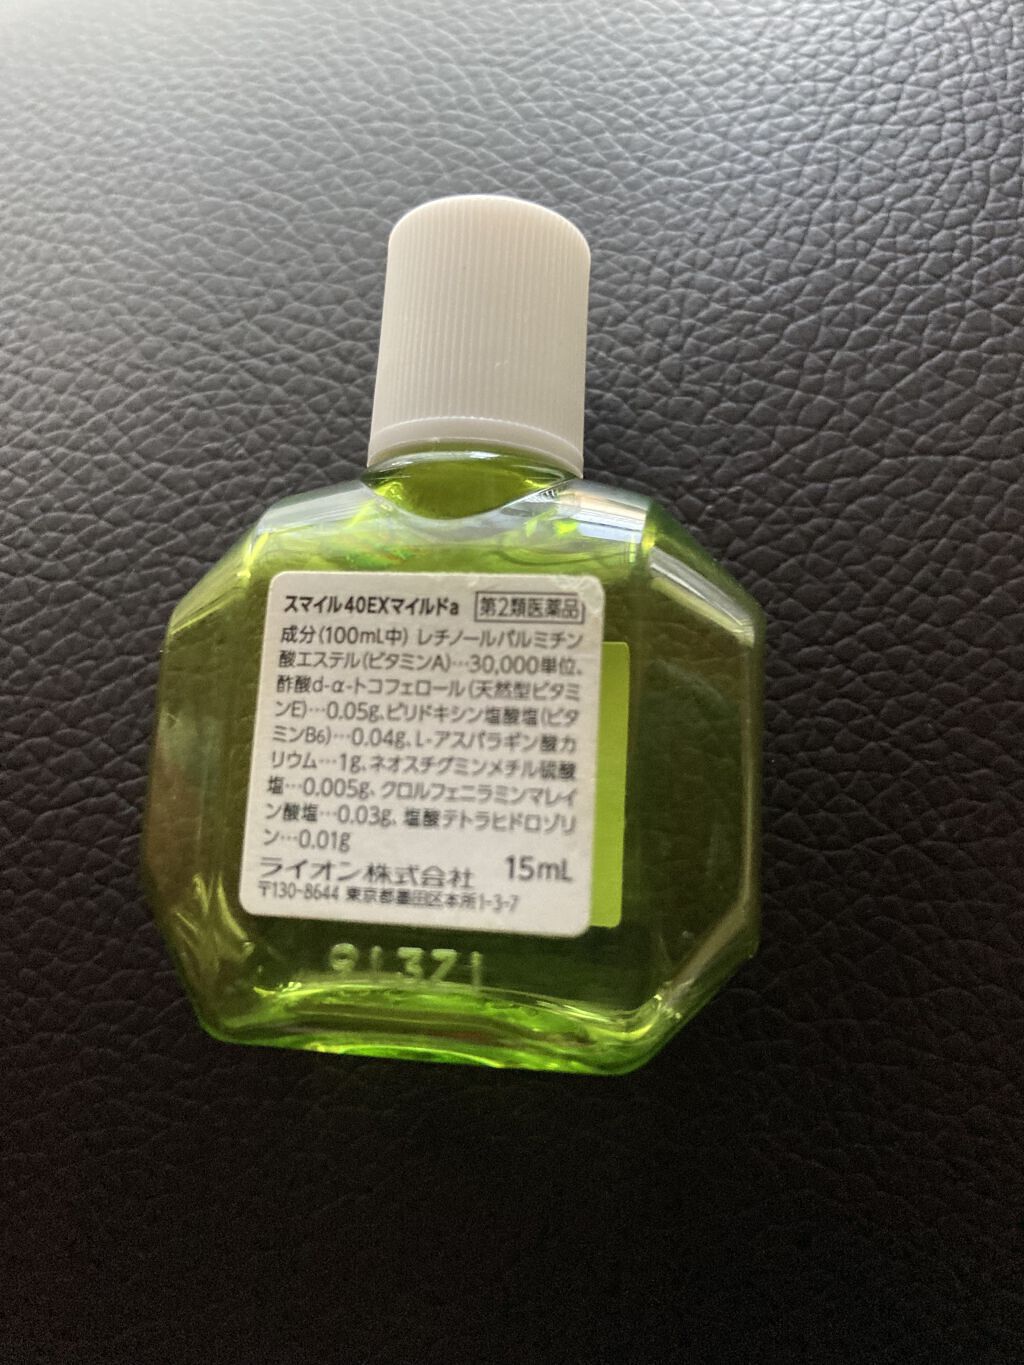 スマイル40EXマイルドa 第2類医薬品
成分(100mL中) レチノールパルミチン
酸エステル(ビタミンA)…30,000単位、
酢酸d-α-トコフェロール(天然型ビタミ
ンE)…0.05g、ピリドキシン塩酸塩(ビタ
ミンB6)…0.04g、L-アスパラギン酸カ
リウム…1g、ネオスチグミンメチル硫酸
塩…0.005g、クロルフェニラミンマレイ
ン酸塩…0.03g、塩酸テトラヒドロゾリ
ン…0.01g
ライオン株式会社 15mL
〒130-8644 東京都墨田区本所1-3-7